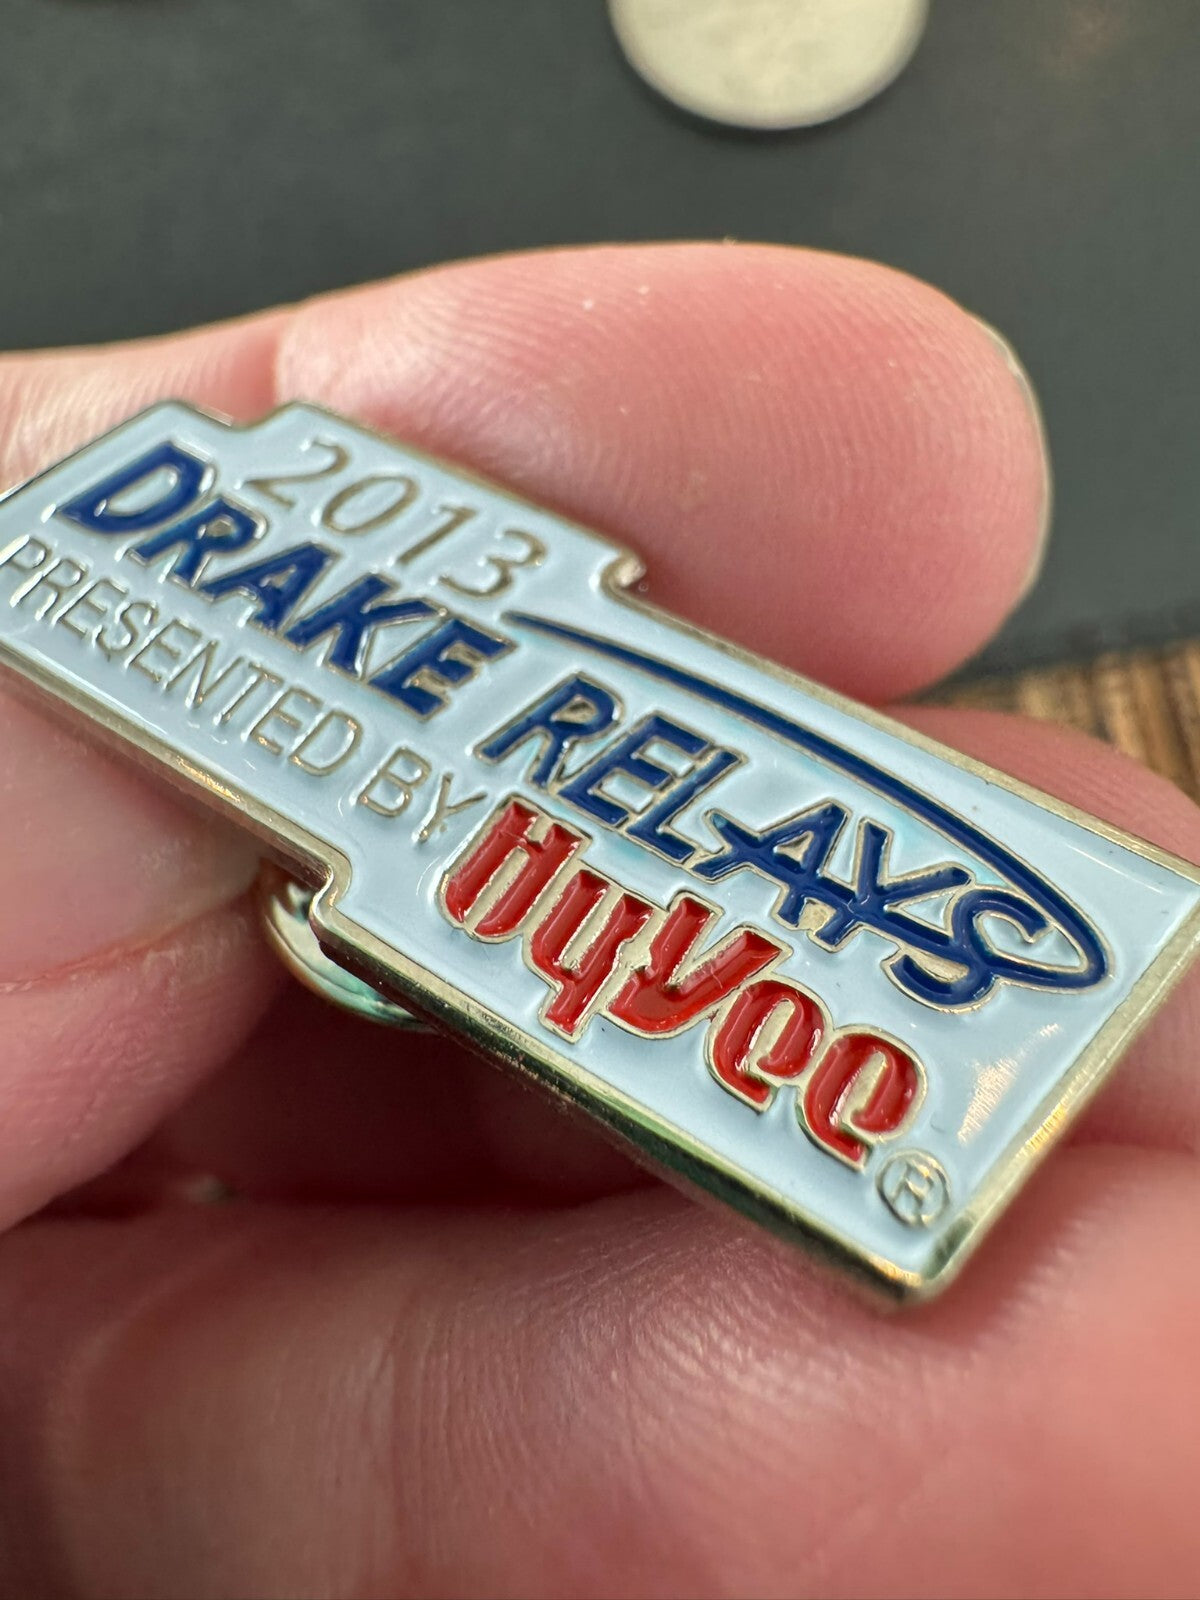 2013
DRAKE RELAYS
PRESENTED BY
HyVee®